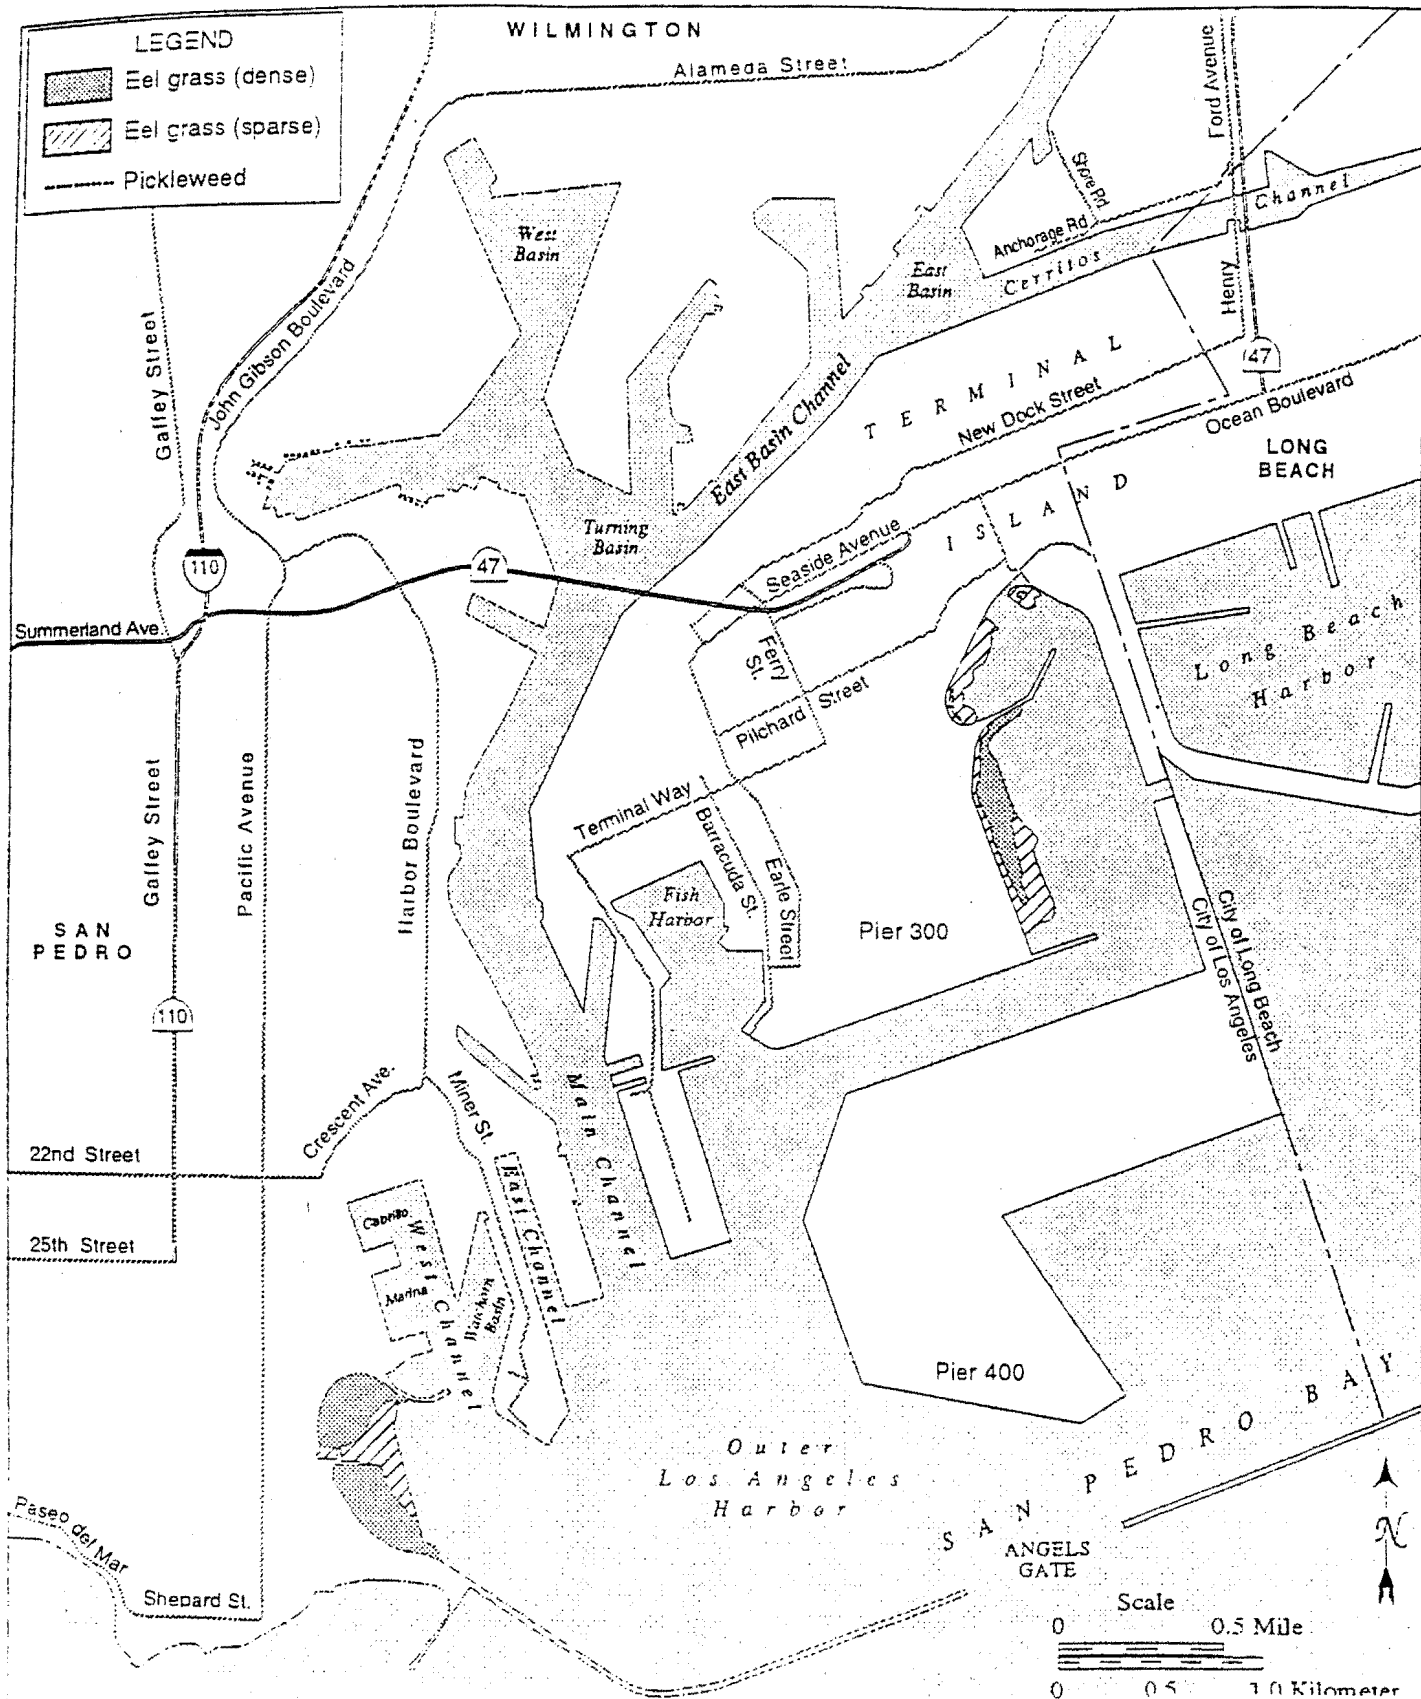 LEGEND
Eel grass (dense)
Eel grass (sparse)
Pickleweed
WILMINGTON
Alameda Street
Ford Avenue
Shore Rd
Anchorage Rd
Cerritos
Channel
Henry
47
West
Basin
East
Basin
John Gibson Boulevard
Gaffey Street
TERMINAL
New Dock Street
Ocean Boulevard
LONG
BEACH
East Basin Channel
ISLAND
Turning
Basin
Seaside Avenue
110
47
Summerland Ave.
Ferry
St.
Pilchard Street
Long Beach
Harbor
Gaffey Street
Pacific Avenue
Harbor Boulevard
Terminal Way
Barracuda St.
Earle Street
Fish
Harbor
Pier 300
City of Long Beach
City of Los Angeles
SAN
PEDRO
110
Crescent Ave.
Miner St.
Main Channel
22nd Street
25th Street
Cabrillo
Marina
West Channel
East Channel
Watchorn
Basin
Pier 400
Outer
Los Angeles
Harbor
SAN PEDRO BAY
ANGELS
GATE
N
Paseo del Mar
Shepard St.
Scale
0 0.5 Mile
0 0.5 1.0 Kilometer